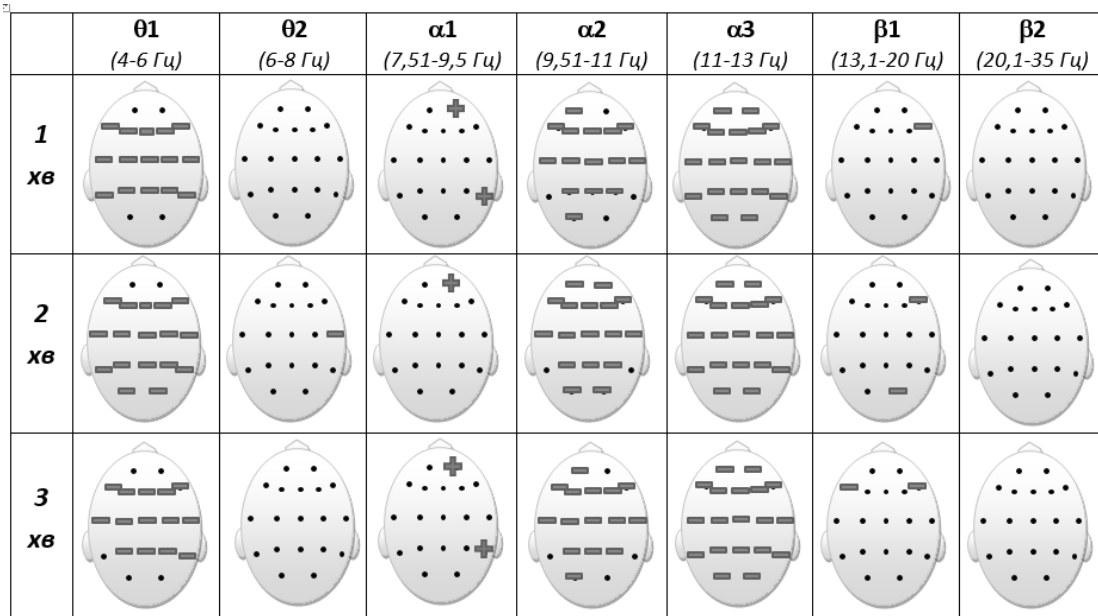 θ1 θ2 α1 α2 α3 β1 β2
(4-6 Гц) (6-8 Гц) (7,51-9,5 Гц) (9,51-11 Гц) (11-13 Гц) (13,1-20 Гц) (20,1-35 Гц)
1
хв
2
хв
3
хв